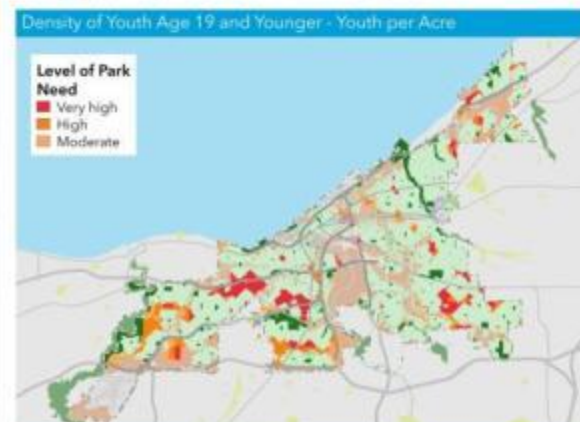 Density of Youth Age 19 and Younger - Youth per Acre
Level of Park
Need
Very high
High
Moderate